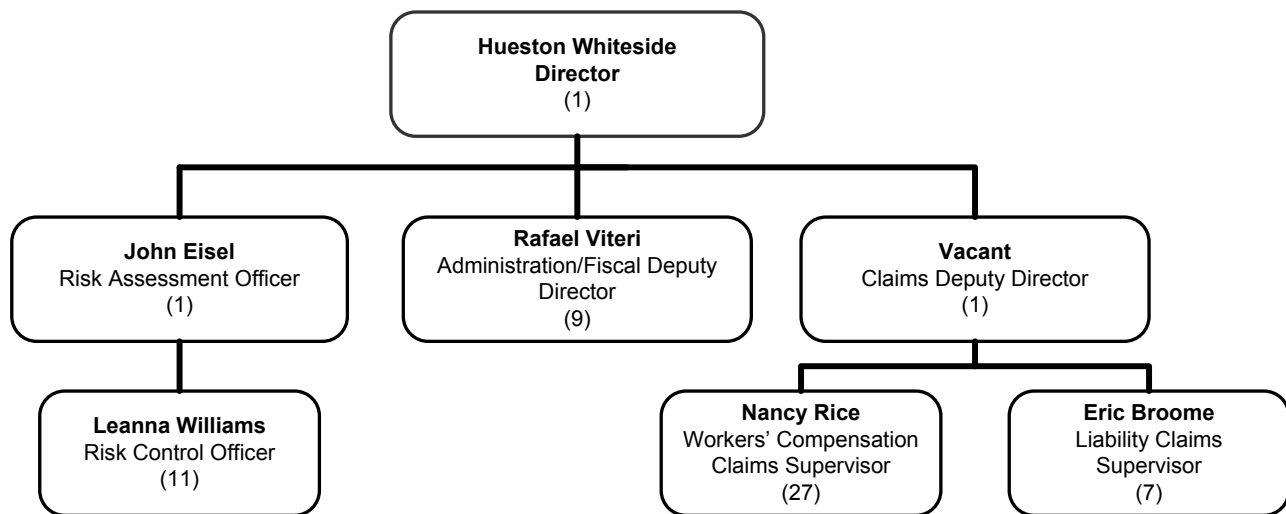 Hueston Whiteside
Director
(1)
John Eisel
Risk Assessment Officer
(1)
Rafael Viteri
Administration/Fiscal Deputy
Director
(9)
Vacant
Claims Deputy Director
(1)
Leanna Williams
Risk Control Officer
(11)
Nancy Rice
Workers’ Compensation
Claims Supervisor
(27)
Eric Broome
Liability Claims
Supervisor
(7)